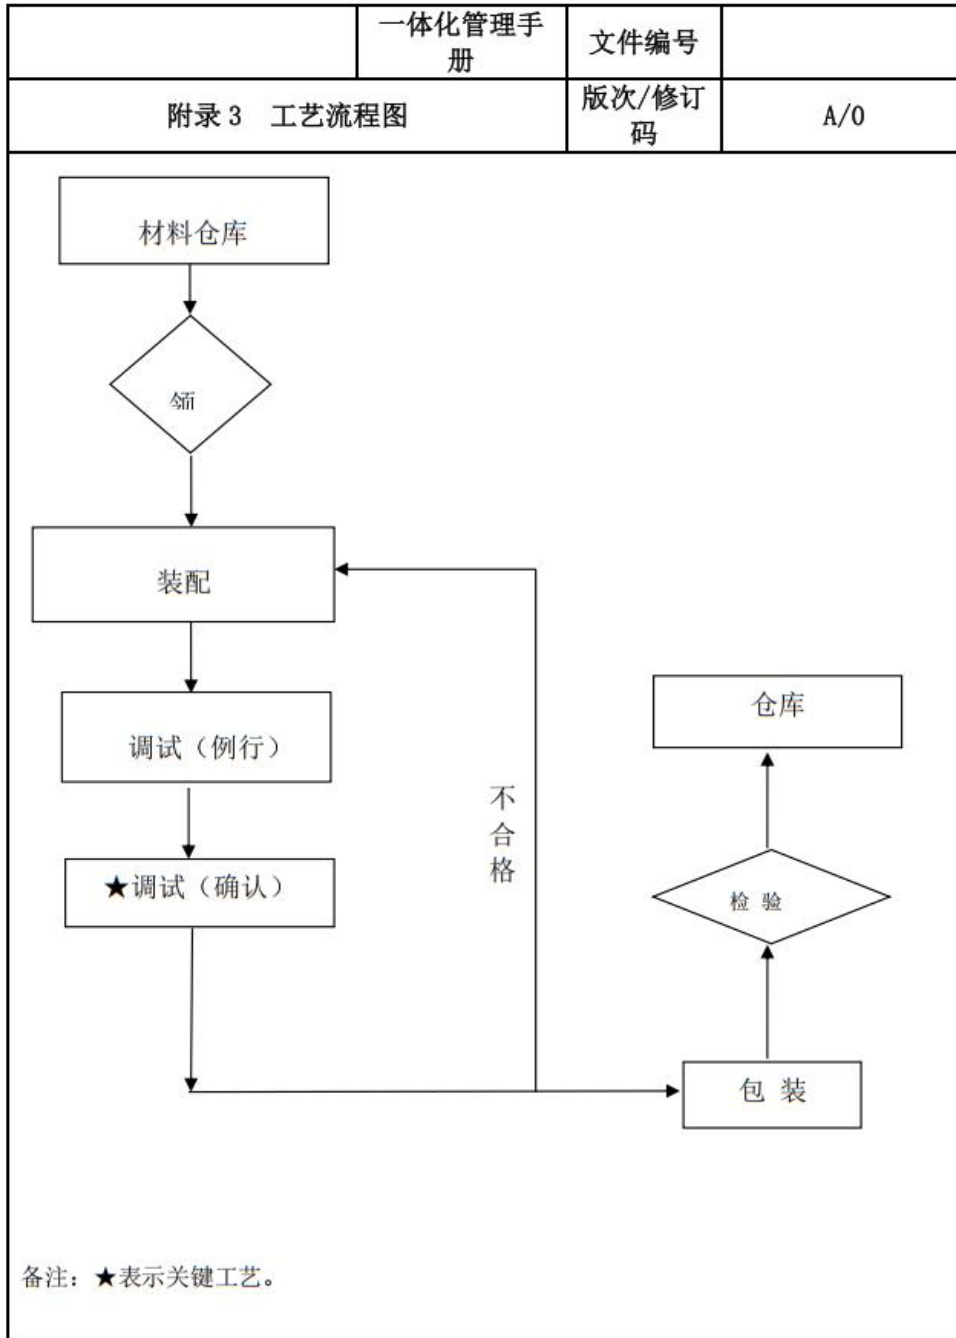 一体化管理手
册
文件编号
附录 3 工艺流程图
版次/修订
码
A/0
材料仓库
领
装配
调试（例行）
★调试（确认）
不
合
格
仓库
检 验
包 装
备注：★表示关键工艺。